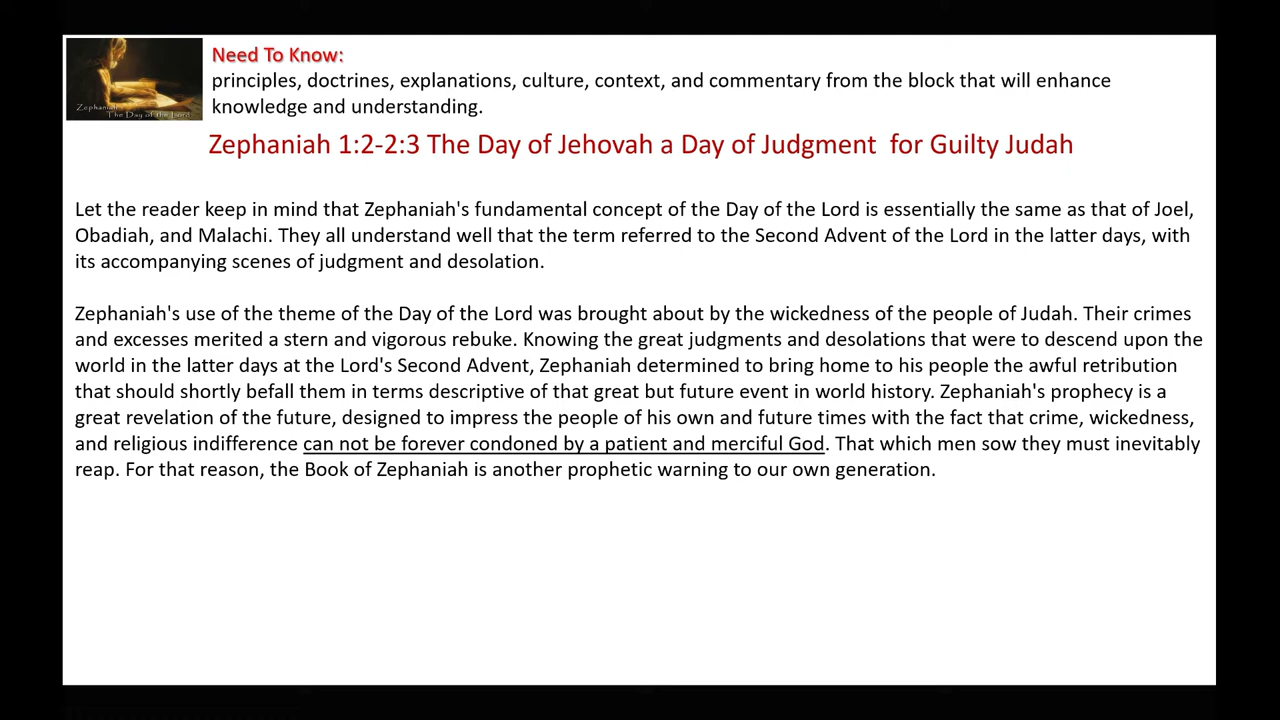 Need To Know:
principles, doctrines, explanations, culture, context, and commentary from the block that will enhance
knowledge and understanding.
Zephaniah
The Day of the Lord
Zephaniah 1:2-2:3 The Day of Jehovah a Day of Judgment  for Guilty Judah
Let the reader keep in mind that Zephaniah's fundamental concept of the Day of the Lord is essentially the same as that of Joel,
Obadiah, and Malachi. They all understand well that the term referred to the Second Advent of the Lord in the latter days, with
its accompanying scenes of judgment and desolation.
Zephaniah's use of the theme of the Day of the Lord was brought about by the wickedness of the people of Judah. Their crimes
and excesses merited a stern and vigorous rebuke. Knowing the great judgments and desolations that were to descend upon the
world in the latter days at the Lord's Second Advent, Zephaniah determined to bring home to his people the awful retribution
that should shortly befall them in terms descriptive of that great but future event in world history. Zephaniah's prophecy is a
great revelation of the future, designed to impress the people of his own and future times with the fact that crime, wickedness,
and religious indifference can not be forever condoned by a patient and merciful God. That which men sow they must inevitably
reap. For that reason, the Book of Zephaniah is another prophetic warning to our own generation.